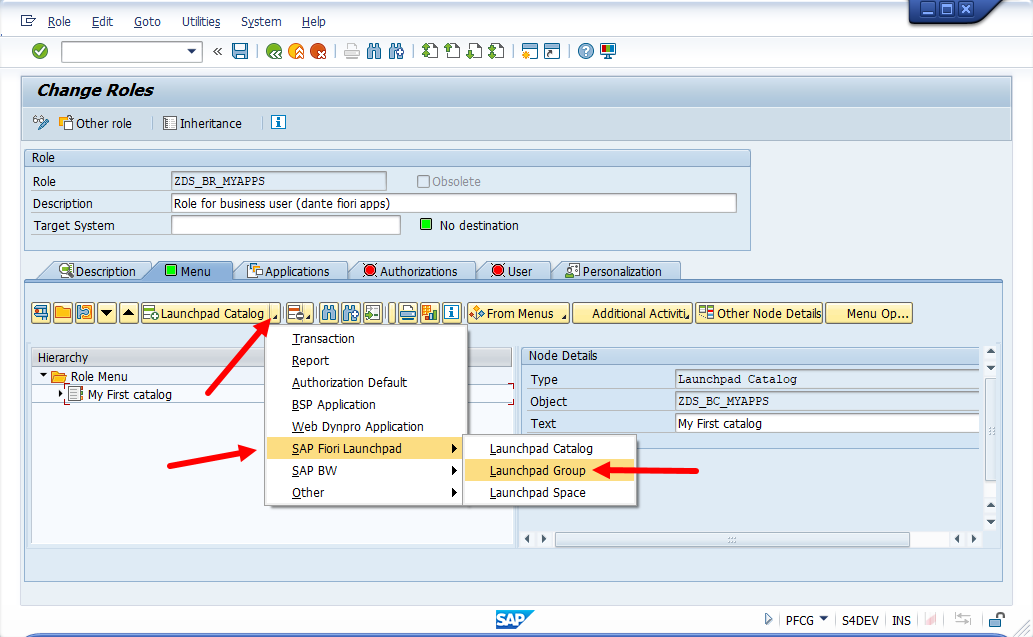 Role Edit Goto Utilities System Help
Change Roles
Other role Inheritance
Role
Role ZDS_BR_MYAPPS Obsolete
Description Role for business user (dante fiori apps)
Target System No destination
Description Menu Applications Authorizations User Personalization
Launchpad Catalog From Menus Additional Activiti Other Node Details Menu Op...
Transaction
Report
Authorization Default
BSP Application
Web Dynpro Application
SAP Fiori Launchpad
SAP BW
Other
Launchpad Catalog
Launchpad Group
Launchpad Space
Hierarchy
Role Menu
My First catalog
Node Details
Type Launchpad Catalog
Object ZDS_BC_MYAPPS
Text My First catalog
SAP PFCG S4DEV INS